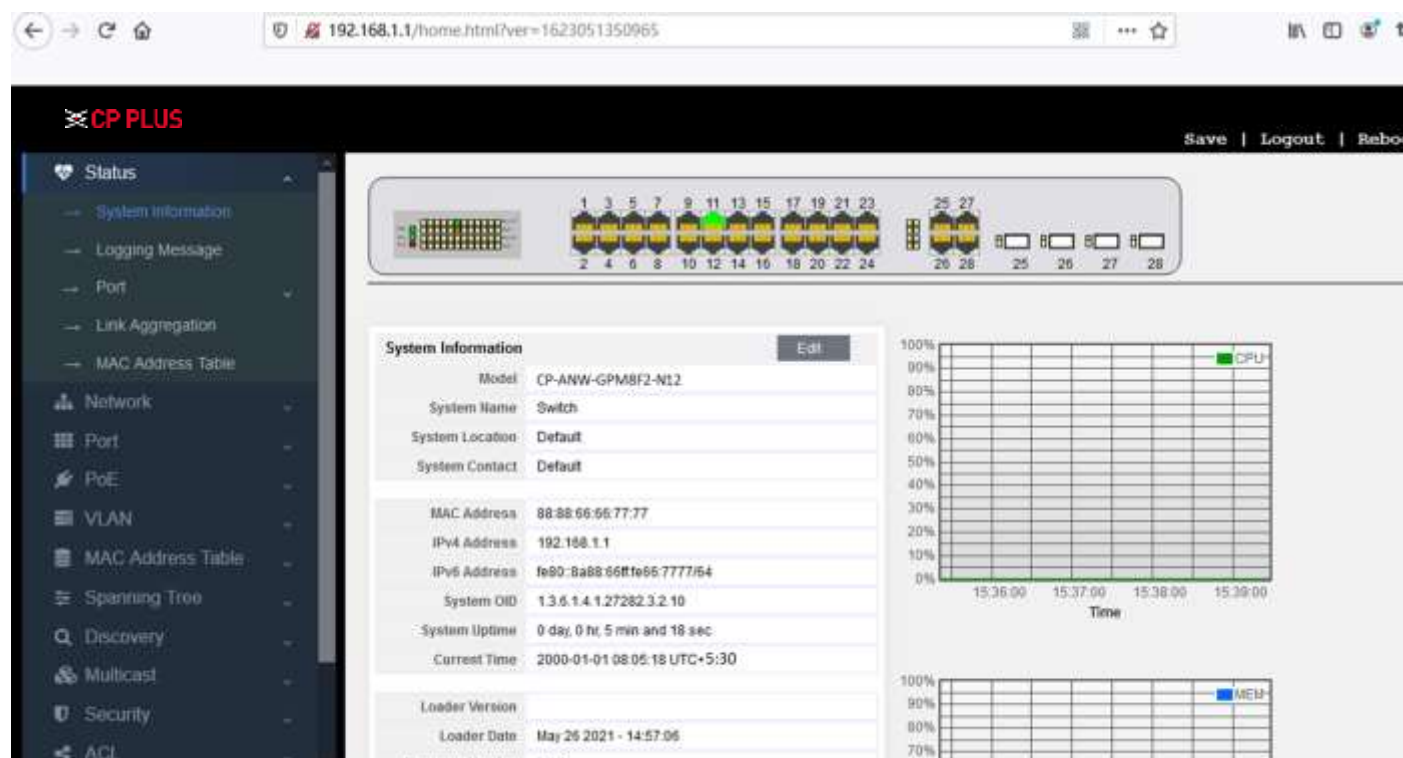 192.168.1.1/home.html?ver=1623051350965
CP PLUS
Save | Logout | Reboo
Status
System Information
Logging Message
Port
Link Aggregation
MAC Address Table
Network
Port
PoE
VLAN
MAC Address Table
Spanning Tree
Discovery
Multicast
Security
ACL
1 3 5 7 9 11 13 15 17 19 21 23 25 27
2 4 6 8 10 12 14 16 18 20 22 24 26 28 25 26 27 28
System Information Edit
Model CP-ANW-GPM8F2-N12
System Name Switch
System Location Default
System Contact Default
MAC Address 88:88:66:66:77:77
IPv4 Address 192.168.1.1
IPv6 Address fe80::8a88:66ff:fe66:7777/64
System OID 1.3.6.1.4.1.27282.3.2.10
System Uptime 0 day, 0 hr, 5 min and 18 sec
Current Time 2000-01-01 08:05:18 UTC+5:30
Loader Version
Loader Date May 26 2021 - 14:57:06
100%
90%
80%
70%
60%
50%
40%
30%
20%
10%
0%
CPU
15:36:00 15:37:00 15:38:00 15:39:00
Time
100%
90%
80%
70%
MEM